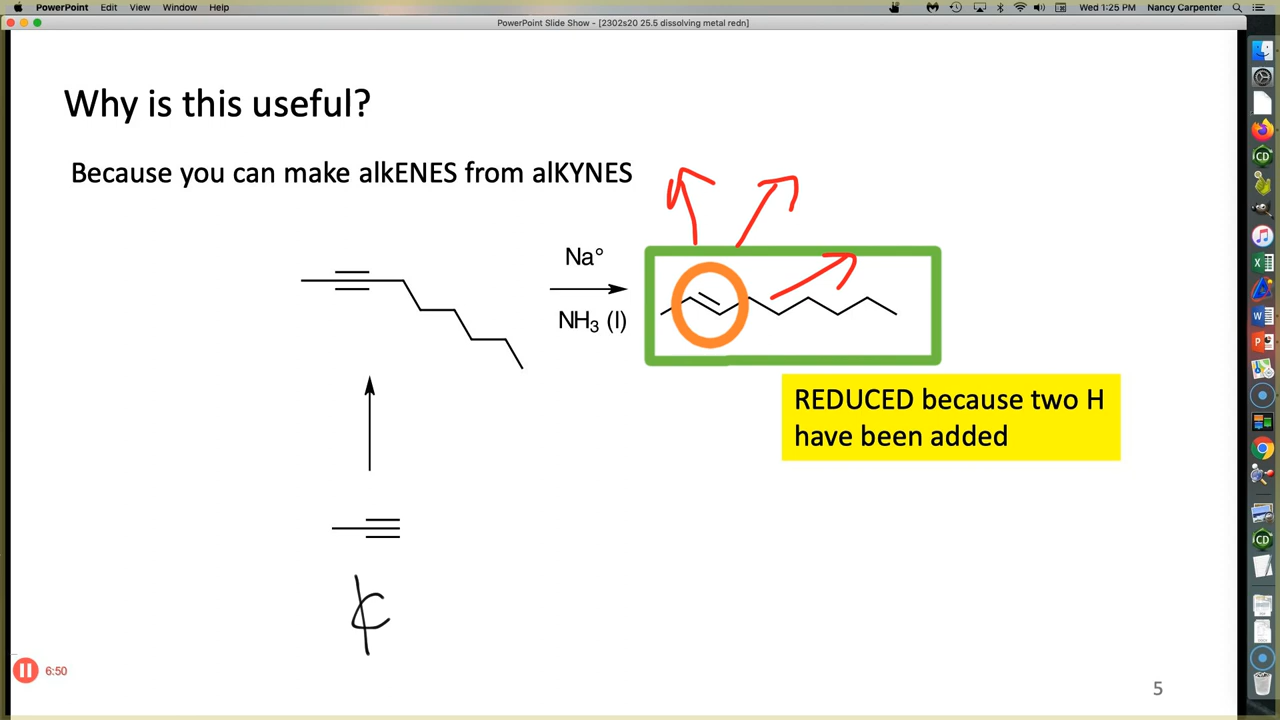 PowerPoint File Edit View Window Help Wed 1:25 PM Nancy Carpenter
PowerPoint Slide Show - [2302s20 25.5 dissolving metal redn]
Why is this useful?
Because you can make alkENES from alKYNES
Na°
NH₃ (l)
REDUCED because two H
have been added
6:50
5